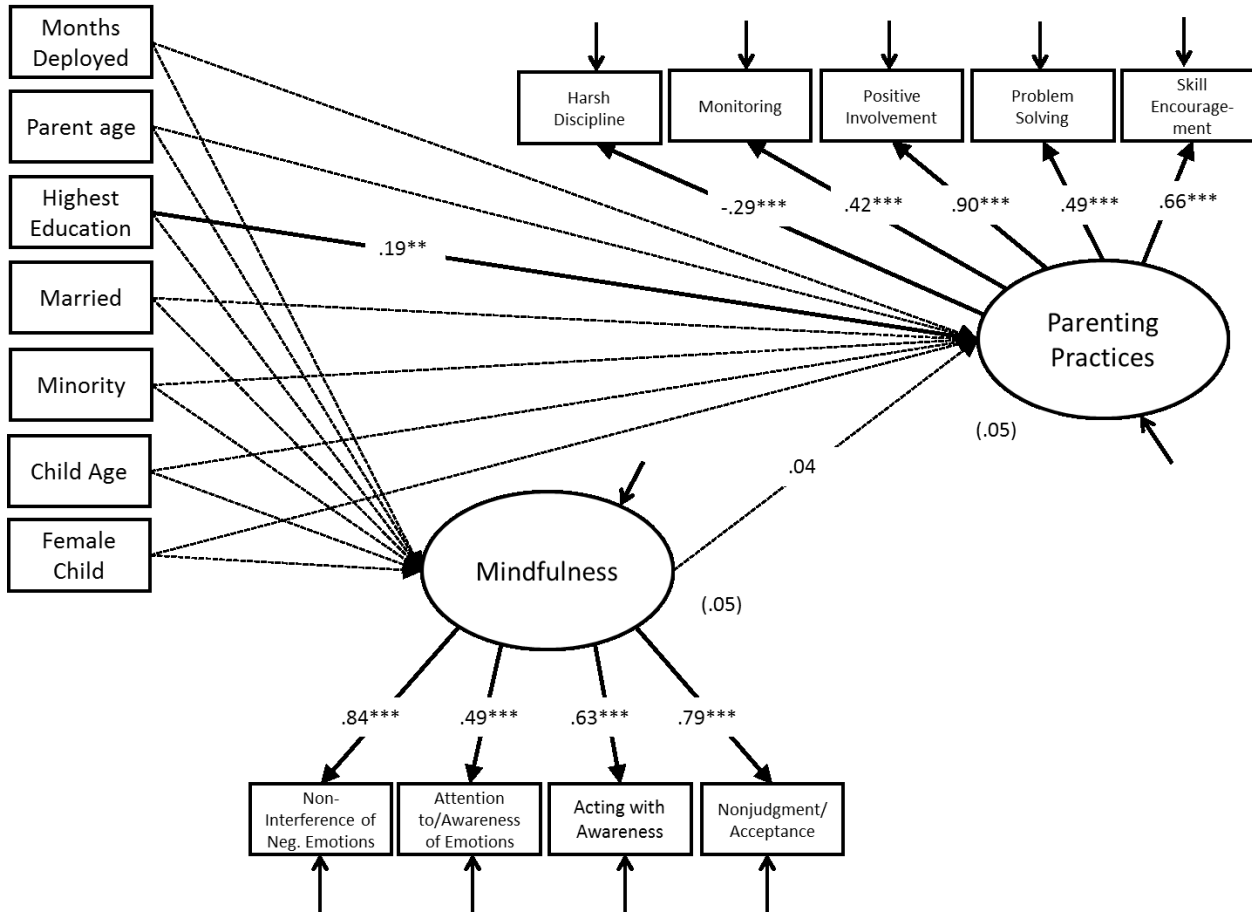 Months
Deployed
Parent age
Highest
Education
Married
Minority
Child Age
Female
Child
Harsh
Discipline
Monitoring
Positive
Involvement
Problem
Solving
Skill
Encourage-
ment
-.29***
.42***
.90***
.49***
.66***
.19**
Parenting
Practices
(.05)
.04
Mindfulness
(.05)
.84***
.49***
.63***
.79***
Non-
Interference of
Neg. Emotions
Attention
to/Awareness
of Emotions
Acting with
Awareness
Nonjudgment/
Acceptance